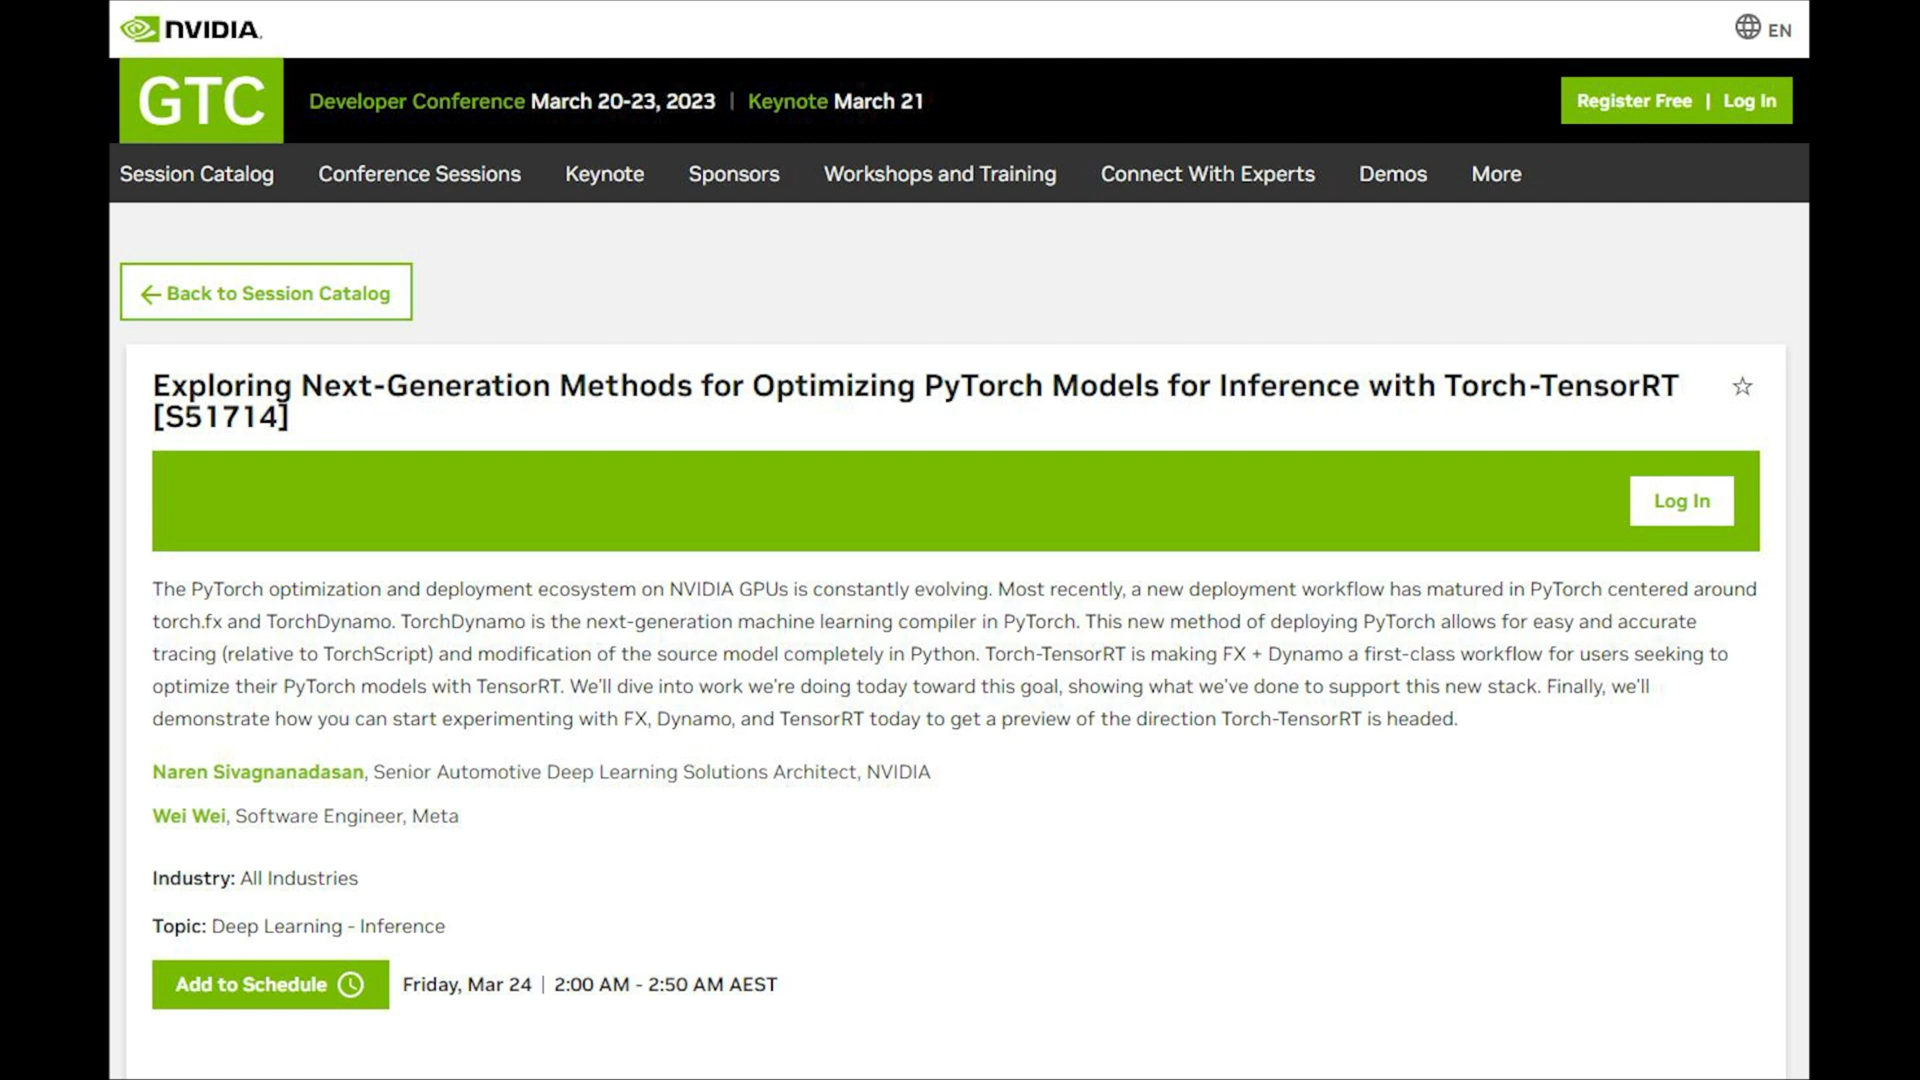 NVIDIA.
EN
GTC
Developer Conference March 20-23, 2023 | Keynote March 21
Register Free | Log In
Session Catalog Conference Sessions Keynote Sponsors Workshops and Training Connect With Experts Demos More
Back to Session Catalog
Exploring Next-Generation Methods for Optimizing PyTorch Models for Inference with Torch-TensorRT
[S51714]
Log In
The PyTorch optimization and deployment ecosystem on NVIDIA GPUs is constantly evolving. Most recently, a new deployment workflow has matured in PyTorch centered around
torch.fx and TorchDynamo. TorchDynamo is the next-generation machine learning compiler in PyTorch. This new method of deploying PyTorch allows for easy and accurate
tracing (relative to TorchScript) and modification of the source model completely in Python. Torch-TensorRT is making FX + Dynamo a first-class workflow for users seeking to
optimize their PyTorch models with TensorRT. We'll dive into work we're doing today toward this goal, showing what we've done to support this new stack. Finally, we'll
demonstrate how you can start experimenting with FX, Dynamo, and TensorRT today to get a preview of the direction Torch-TensorRT is headed.
Naren Sivagnanadasan, Senior Automotive Deep Learning Solutions Architect, NVIDIA
Wei Wei, Software Engineer, Meta
Industry: All Industries
Topic: Deep Learning - Inference
Add to Schedule Friday, Mar 24 | 2:00 AM - 2:50 AM AEST